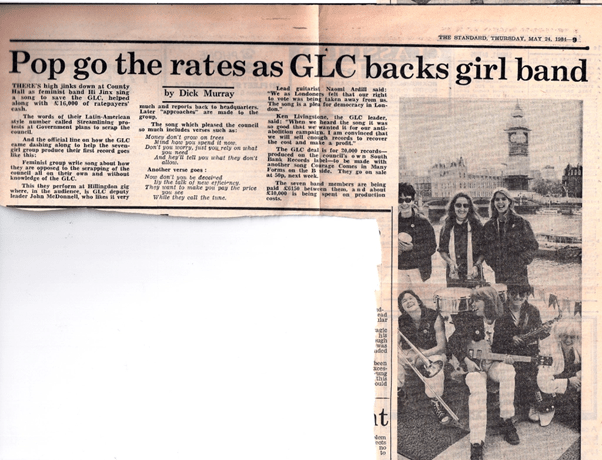 THE STANDARD, THURSDAY, MAY 24, 1984 9
Pop go the rates as GLC backs girl band
THERE'S high jinks down at County
Hall as feminist band Hi Jinx sing
a song to save the GLC, helped
along with £16,000 of ratepayers'
cash.
The words of their Latin-American
style number called Streamlining pro-
tests at Government plans to scrap the
council.
And the official line on how the GLC
came dashing along to help the seven-
girl group produce their first record goes
like this:
Feminist group write song about how
they are opposed to the scrapping of the
council all on their own and without
knowledge of the GLC.
This they perform at Hillingdon gig
where, in the audience, is GLC deputy
leader John McDonnell, who likes it very
by Dick Murray
much and reports back to headquarters.
Later "approaches" are made to the
group.
The song which pleased the council
so much includes verses such as:
Money don't grow on trees
Mind how you spend it now.
Don't you worry, just rely on what
you need
And he'll tell you what they don't
allow.
Another verse goes:
Now don't you be deceived
By the talk of new efficiency.
They want to make you pay the price
you see
While they call the tune.
Lead guitarist Naomi Ardill said:
"We as Londoners felt that our right
to vote was being taken away from us.
The song is a plea for democracy in Lon-
don."
Ken Livingstone, the GLC leader,
said: "When we heard the song it was
so good that we wanted it for our anti-
abolition campaign. I am convinced that
we will sell enough records to recover
the cost and make a profit."
The GLC deal is for 50,000 records—
produced on the council's own South
Bank Records label—to be made with
another song Courage Comes in Many
Forms on the B side. They go on sale
at 50p, next week.
The seven band members are being
paid £6150 between them, and about
£10,000 is being spent on production
costs.